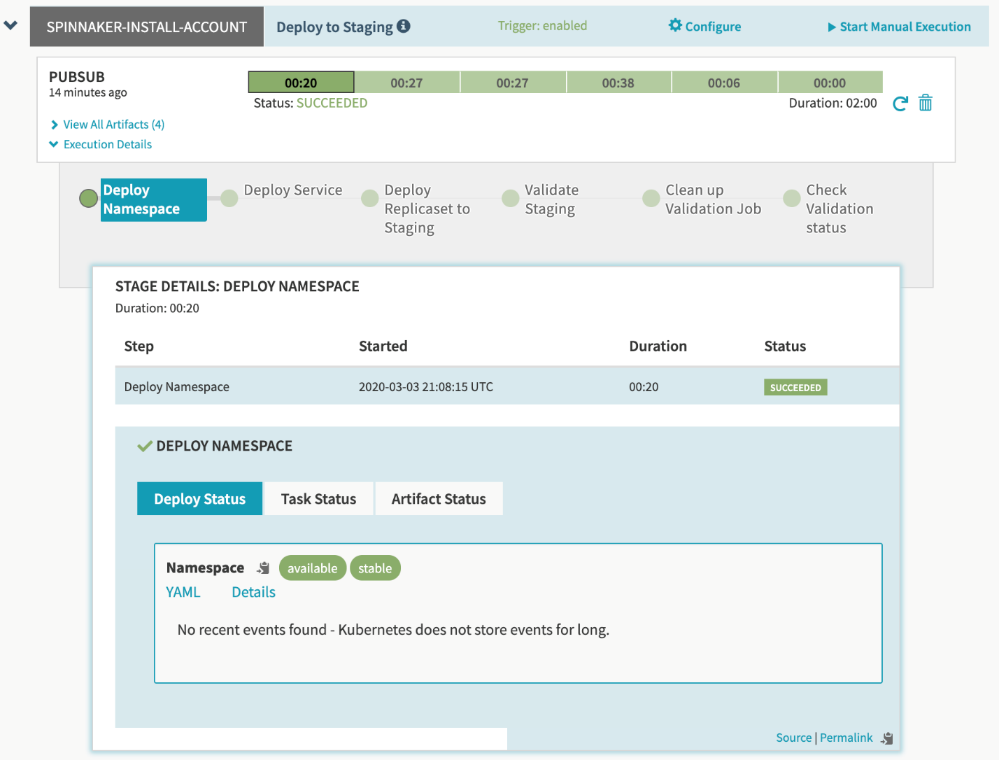 SPINNAKER-INSTALL-ACCOUNT Deploy to Staging Trigger: enabled Configure Start Manual Execution
PUBSUB
14 minutes ago
00:20 00:27 00:27 00:38 00:06 00:00
Status: SUCCEEDED Duration: 02:00
View All Artifacts (4)
Execution Details
Deploy
Namespace
Deploy Service
Deploy
Replicaset to
Staging
Validate
Staging
Clean up
Validation Job
Check
Validation
status
STAGE DETAILS: DEPLOY NAMESPACE
Duration: 00:20
Step Started Duration Status
Deploy Namespace 2020-03-03 21:08:15 UTC 00:20 SUCCEEDED
DEPLOY NAMESPACE
Deploy Status Task Status Artifact Status
Namespace available stable
YAML Details
No recent events found - Kubernetes does not store events for long.
Source | Permalink